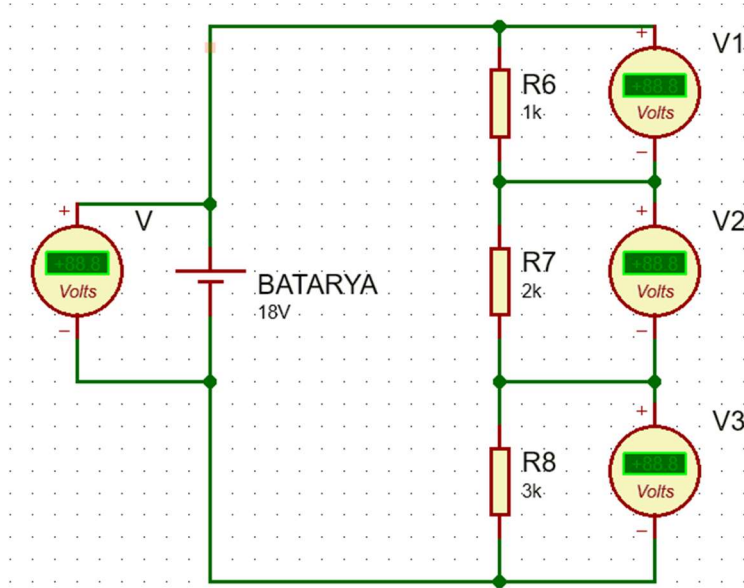 V1
+88.8
Volts
R6
1k
V
+88.8
Volts
BATARYA
18V
R7
2k
V2
+88.8
Volts
R8
3k
V3
+88.8
Volts